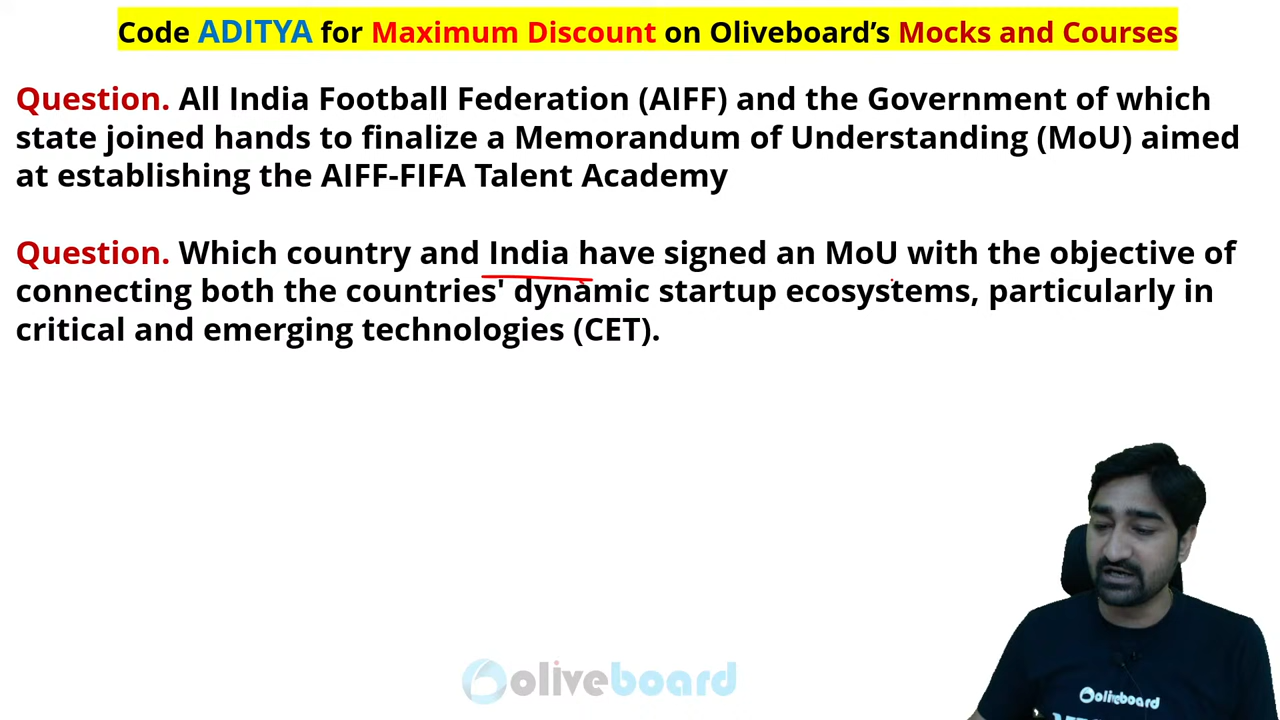 Code ADITYA for Maximum Discount on Oliveboard’s Mocks and Courses
Question. All India Football Federation (AIFF) and the Government of which
state joined hands to finalize a Memorandum of Understanding (MoU) aimed
at establishing the AIFF-FIFA Talent Academy
Question. Which country and India have signed an MoU with the objective of
connecting both the countries' dynamic startup ecosystems, particularly in
critical and emerging technologies (CET).
oliveboard
oliveboard